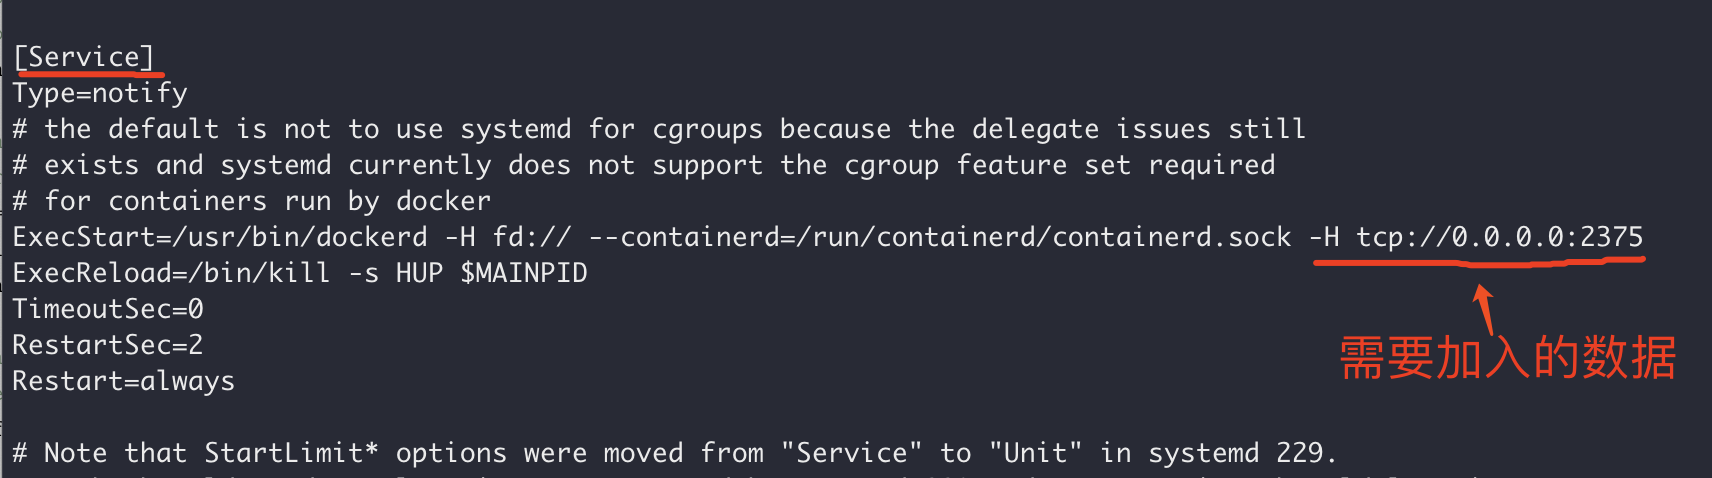 [Service]
Type=notify
# the default is not to use systemd for cgroups because the delegate issues still
# exists and systemd currently does not support the cgroup feature set required
# for containers run by docker
ExecStart=/usr/bin/dockerd -H fd:// --containerd=/run/containerd/containerd.sock -H tcp://0.0.0.0:2375
ExecReload=/bin/kill -s HUP $MAINPID
TimeoutSec=0
RestartSec=2
需要加入的数据
Restart=always
# Note that StartLimit* options were moved from "Service" to "Unit" in systemd 229.